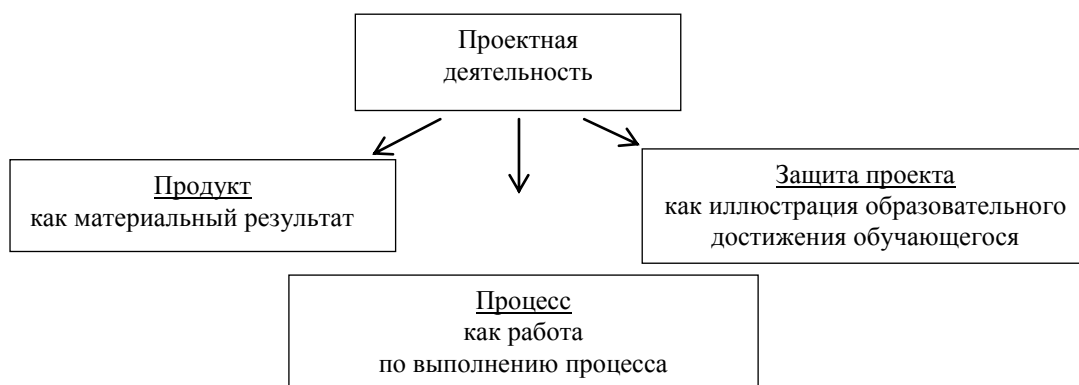 Проектная
деятельность
Продукт
как материальный результат
Защита проекта
как иллюстрация образовательного
достижения обучающегося
Процесс
как работа
по выполнению процесса